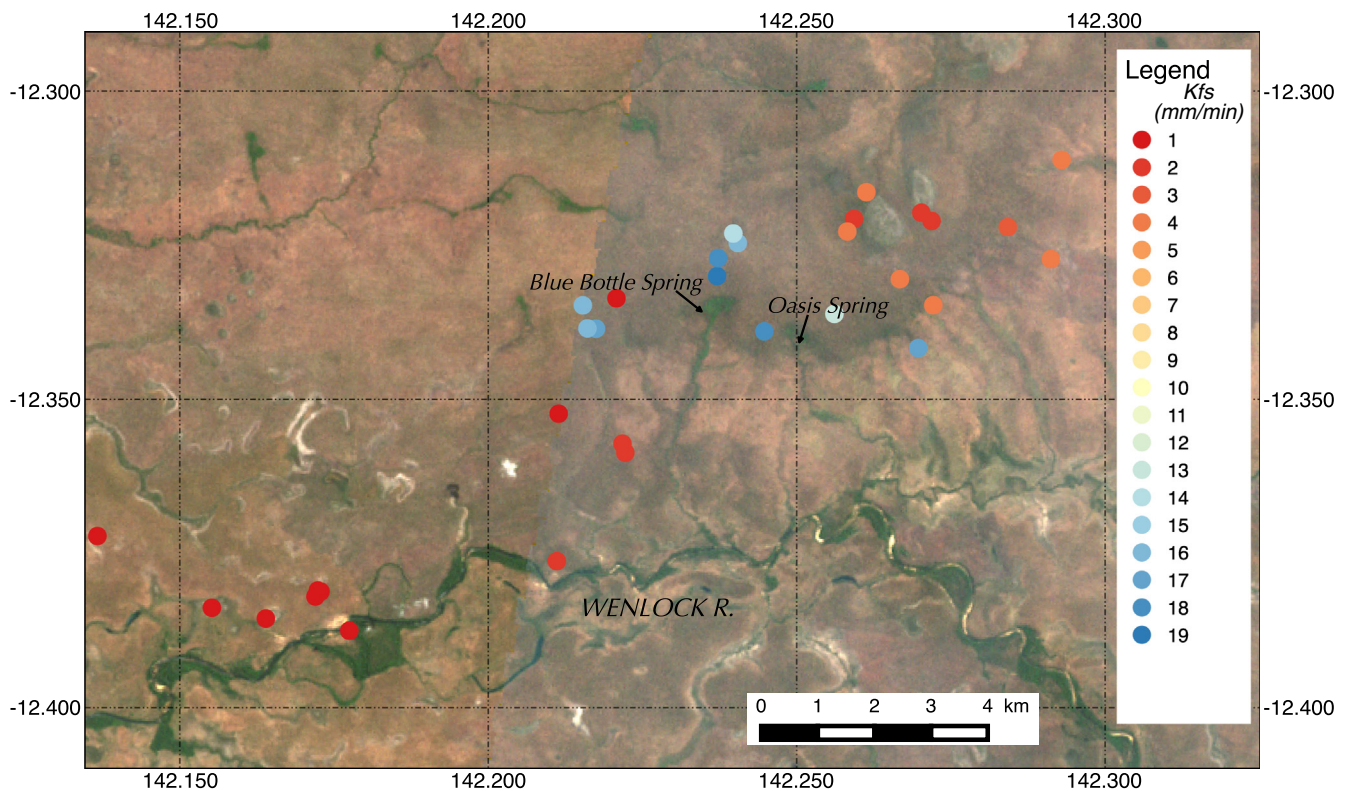 142.150 142.200 142.250 142.300
-12.300 -12.300
Legend
Kfs
(mm/min)
1
2
3
4
5
6
7
8
9
10
11
12
13
14
15
16
17
18
19
Blue Bottle Spring
Oasis Spring
-12.350 -12.350
WENLOCK R.
0 1 2 3 4 km
-12.400 -12.400
142.150 142.200 142.250 142.300